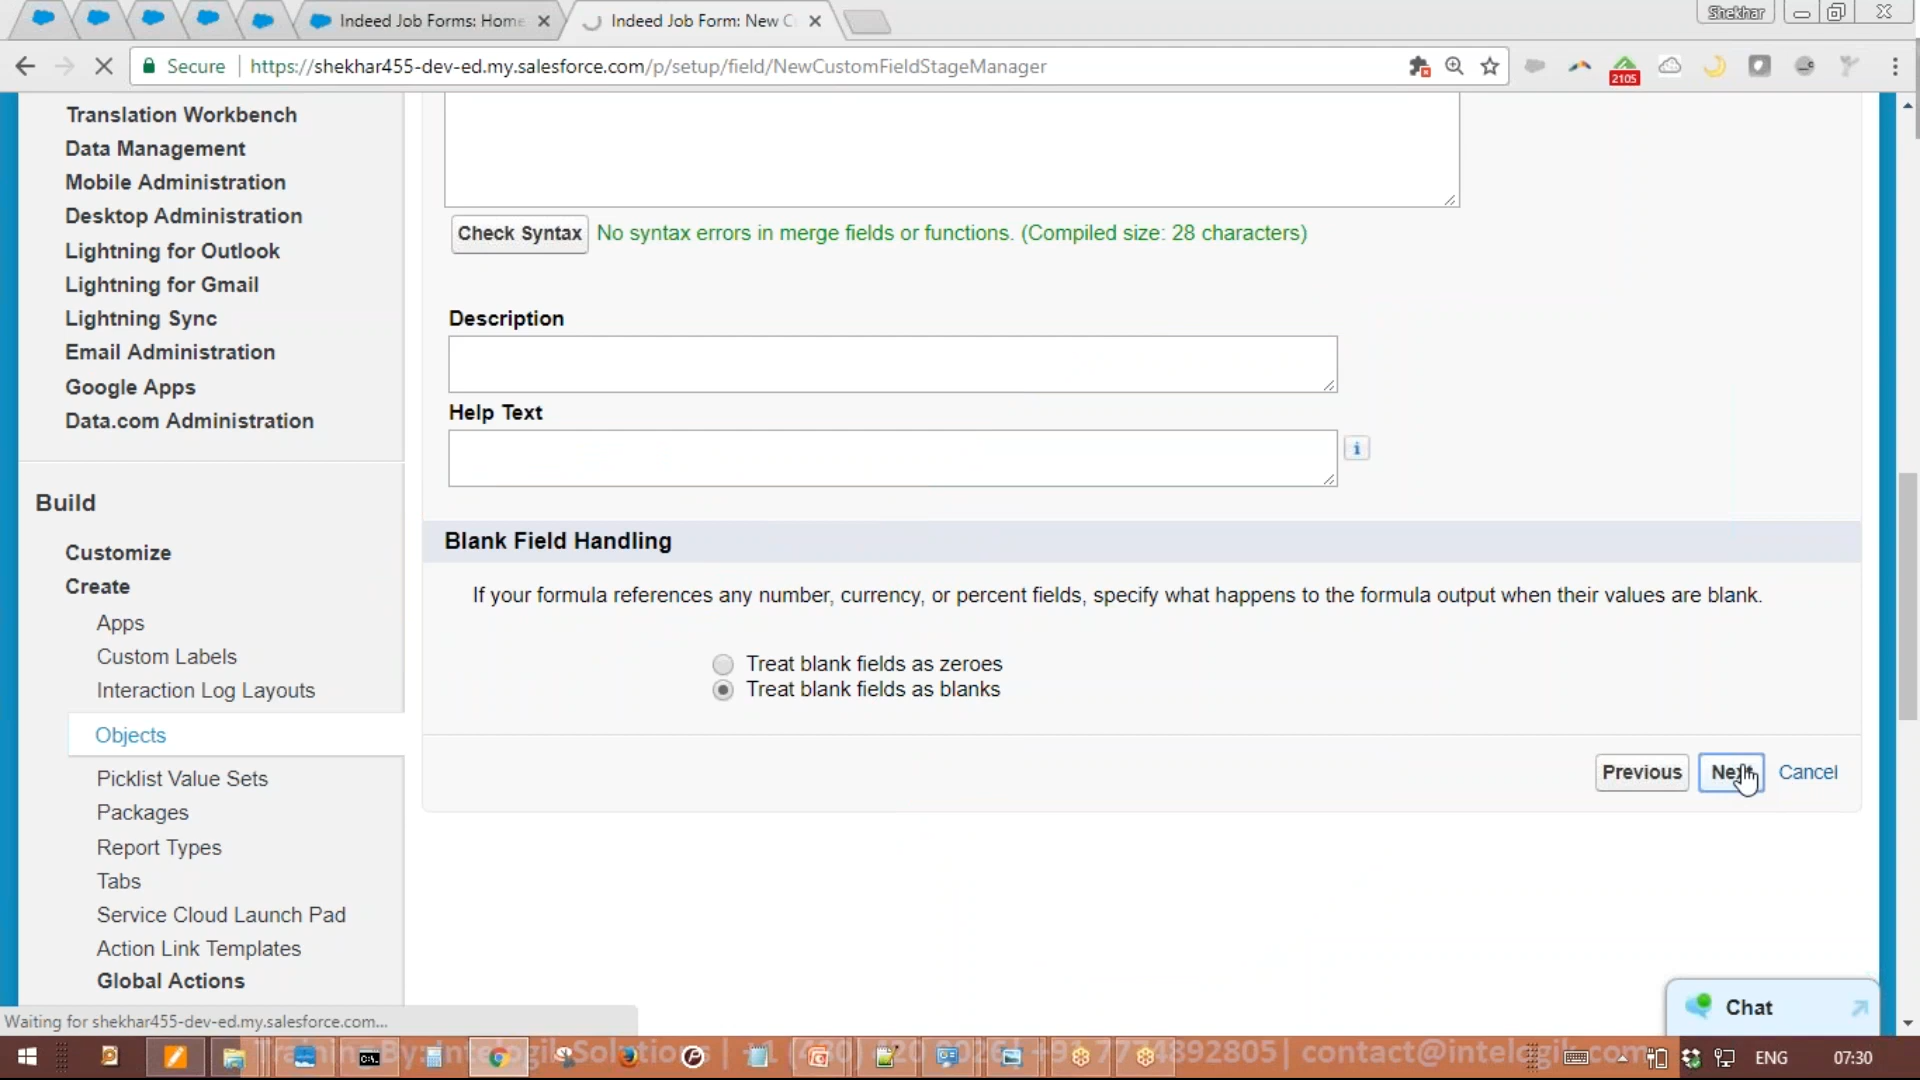 Indeed Job Forms: Home
Indeed Job Form: New C
Shekhar
Secure
https://shekhar455-dev-ed.my.salesforce.com/p/setup/field/NewCustomFieldStageManager
2105
Translation Workbench
Data Management
Mobile Administration
Desktop Administration
Lightning for Outlook
Lightning for Gmail
Lightning Sync
Email Administration
Google Apps
Data.com Administration
Build
Customize
Create
Apps
Custom Labels
Interaction Log Layouts
Objects
Picklist Value Sets
Packages
Report Types
Tabs
Service Cloud Launch Pad
Action Link Templates
Global Actions
Check Syntax
No syntax errors in merge fields or functions. (Compiled size: 28 characters)
Description
Help Text
Blank Field Handling
If your formula references any number, currency, or percent fields, specify what happens to the formula output when their values are blank.
Treat blank fields as zeroes
Treat blank fields as blanks
Previous
Next
Cancel
Chat
Waiting for shekhar455-dev-ed.my.salesforce.com...
contact@intelogik.com
ENG
07:30